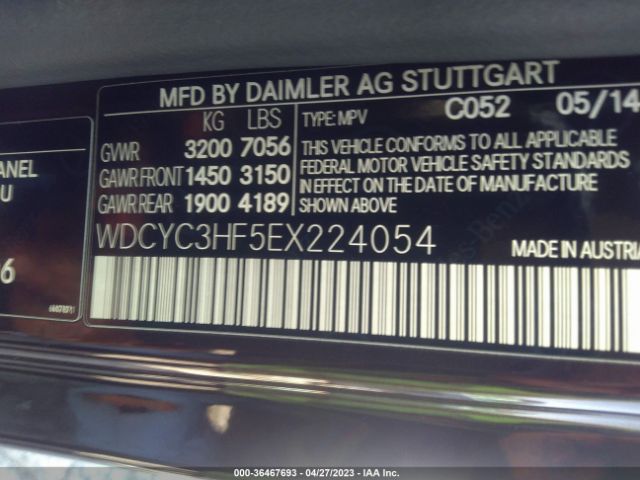 MFD BY DAIMLER AG STUTTGART
KG LBS
GVWR 3200 7056
GAWR FRONT 1450 3150
GAWR REAR 1900 4189
TYPE: MPV C052 05/14
THIS VEHICLE CONFORMS TO ALL APPLICABLE
FEDERAL MOTOR VEHICLE SAFETY STANDARDS
IN EFFECT ON THE DATE OF MANUFACTURE
SHOWN ABOVE
WDCYC3HF5EX224054
MADE IN AUSTRIA
ANEL
U
6
000-36467693 - 04/27/2023 - IAA Inc.